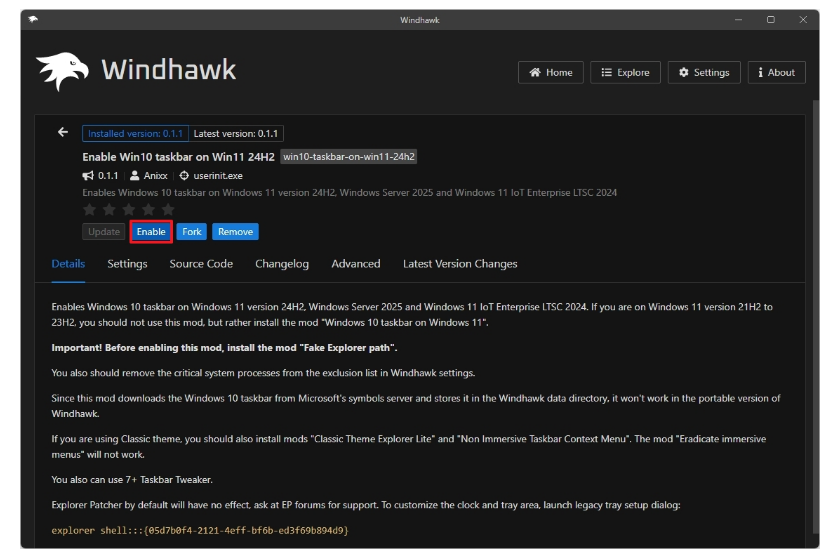 Windhawk
Windhawk
Home Explore Settings About
Installed version: 0.1.1 Latest version: 0.1.1
Enable Win10 taskbar on Win11 24H2 win10-taskbar-on-win11-24h2
0.1.1 Anixx userinit.exe
Enables Windows 10 taskbar on Windows 11 version 24H2, Windows Server 2025 and Windows 11 IoT Enterprise LTSC 2024
Update Enable Fork Remove
Details Settings Source Code Changelog Advanced Latest Version Changes
Enables Windows 10 taskbar on Windows 11 version 24H2, Windows Server 2025 and Windows 11 IoT Enterprise LTSC 2024. If you are on Windows 11 version 21H2 to
23H2, you should not use this mod, but rather install the mod "Windows 10 taskbar on Windows 11".
Important! Before enabling this mod, install the mod "Fake Explorer path".
You also should remove the critical system processes from the exclusion list in Windhawk settings.
Since this mod downloads the Windows 10 taskbar from Microsoft's symbols server and stores it in the Windhawk data directory, it won't work in the portable version of
Windhawk.
If you are using Classic theme, you should also install mods "Classic Theme Explorer Lite" and "Non Immersive Taskbar Context Menu". The mod "Eradicate immersive
menus" will not work.
You also can use 7+ Taskbar Tweaker.
Explorer Patcher by default will have no effect, ask at EP forums for support. To customize the clock and tray area, launch legacy tray setup dialog:
explorer shell:::{05d7b0f4-2121-4eff-bf6b-ed3f69b894d9}